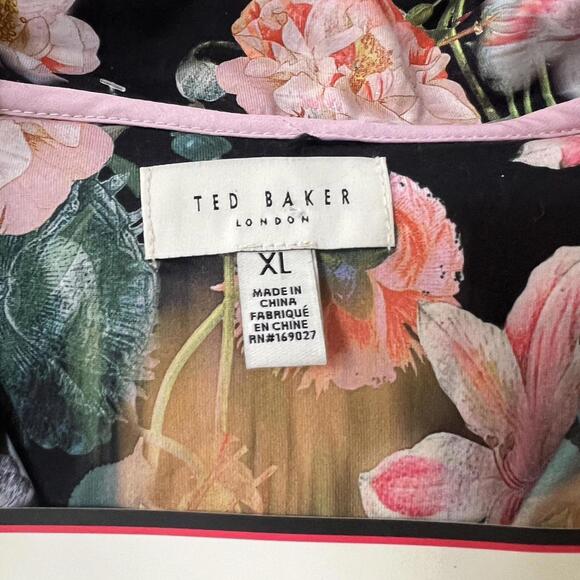 TED BAKER
LONDON
XL
MADE IN
CHINA
FABRIQUÉ
EN CHINE
RN#169027